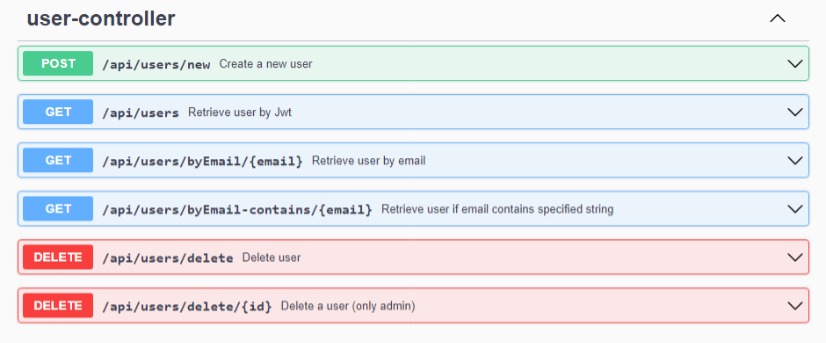 user-controller
POST /api/users/new Create a new user
GET /api/users Retrieve user by Jwt
GET /api/users/byEmail/{email} Retrieve user by email
GET /api/users/byEmail-contains/{email} Retrieve user if email contains specified string
DELETE /api/users/delete Delete user
DELETE /api/users/delete/{id} Delete a user (only admin)